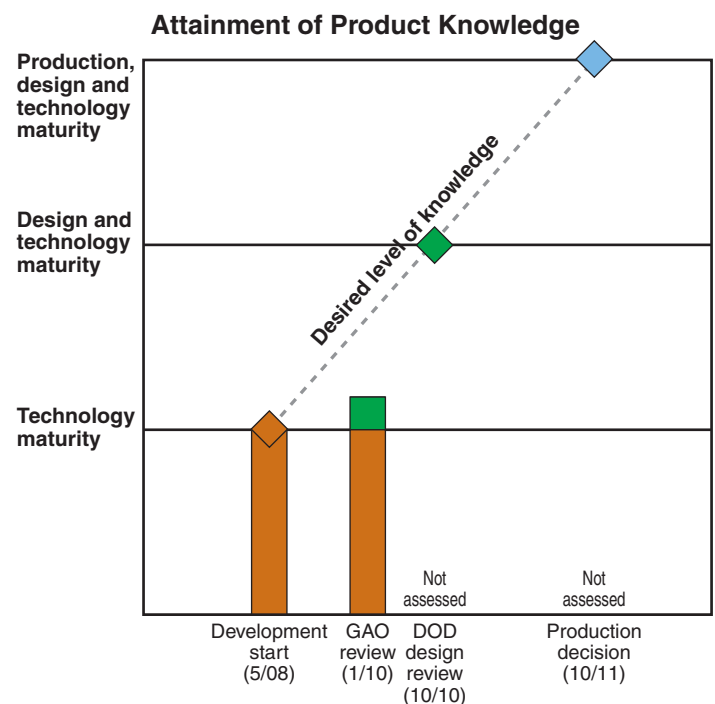 Attainment of Product Knowledge
Production,
design and
technology
maturity
Design and
technology
maturity
Technology
maturity
Desired level of knowledge
Not
assessed
Not
assessed
Development
start
(5/08)
GAO
review
(1/10)
DOD
design
review
(10/10)
Production
decision
(10/11)